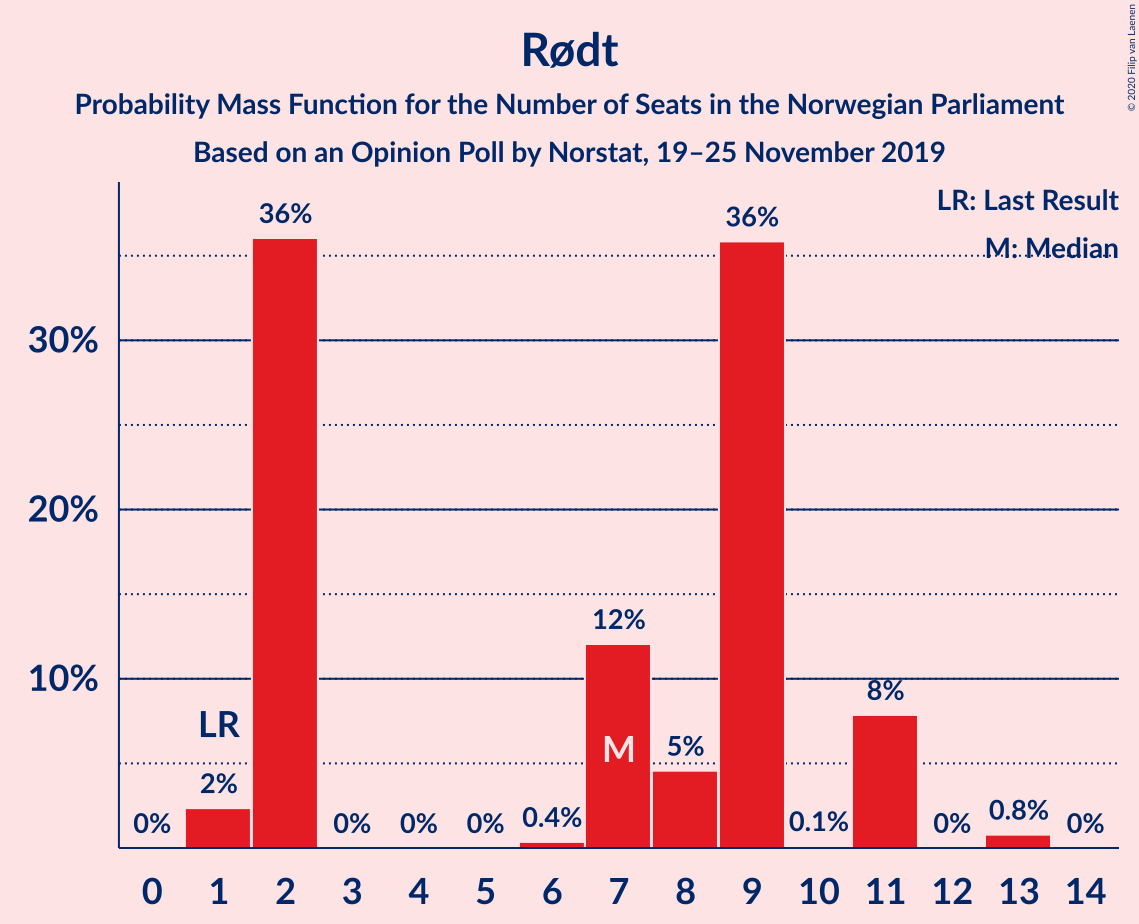 Rødt
Probability Mass Function for the Number of Seats in the Norwegian Parliament
Based on an Opinion Poll by Norstat, 19–25 November 2019
© 2020 Filip van Laenen
LR: Last Result
M: Median
36%
36%
30%
20%
12%
10%
8%
LR
M
5%
2%
0%
0%
0%
0%
0.4%
0.1%
0%
0.8%
0%
0 1 2 3 4 5 6 7 8 9 10 11 12 13 14